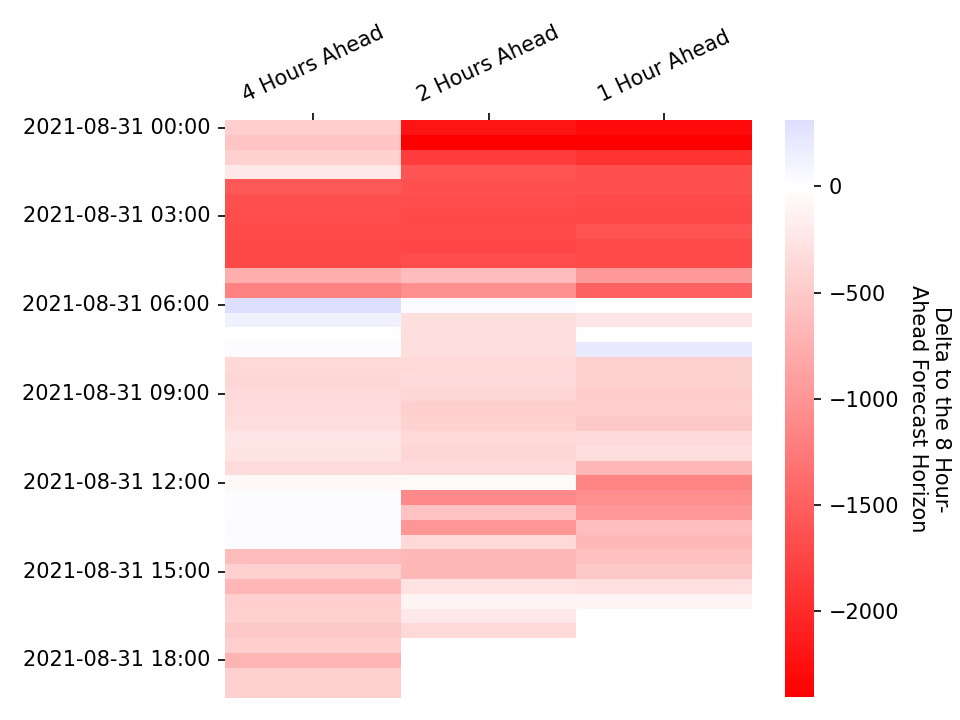 4 Hours Ahead
2 Hours Ahead
1 Hour Ahead
2021-08-31 00:00
2021-08-31 03:00
2021-08-31 06:00
2021-08-31 09:00
2021-08-31 12:00
2021-08-31 15:00
2021-08-31 18:00
0
−500
−1000
−1500
−2000
Delta to the 8 Hour-
Ahead Forecast Horizon